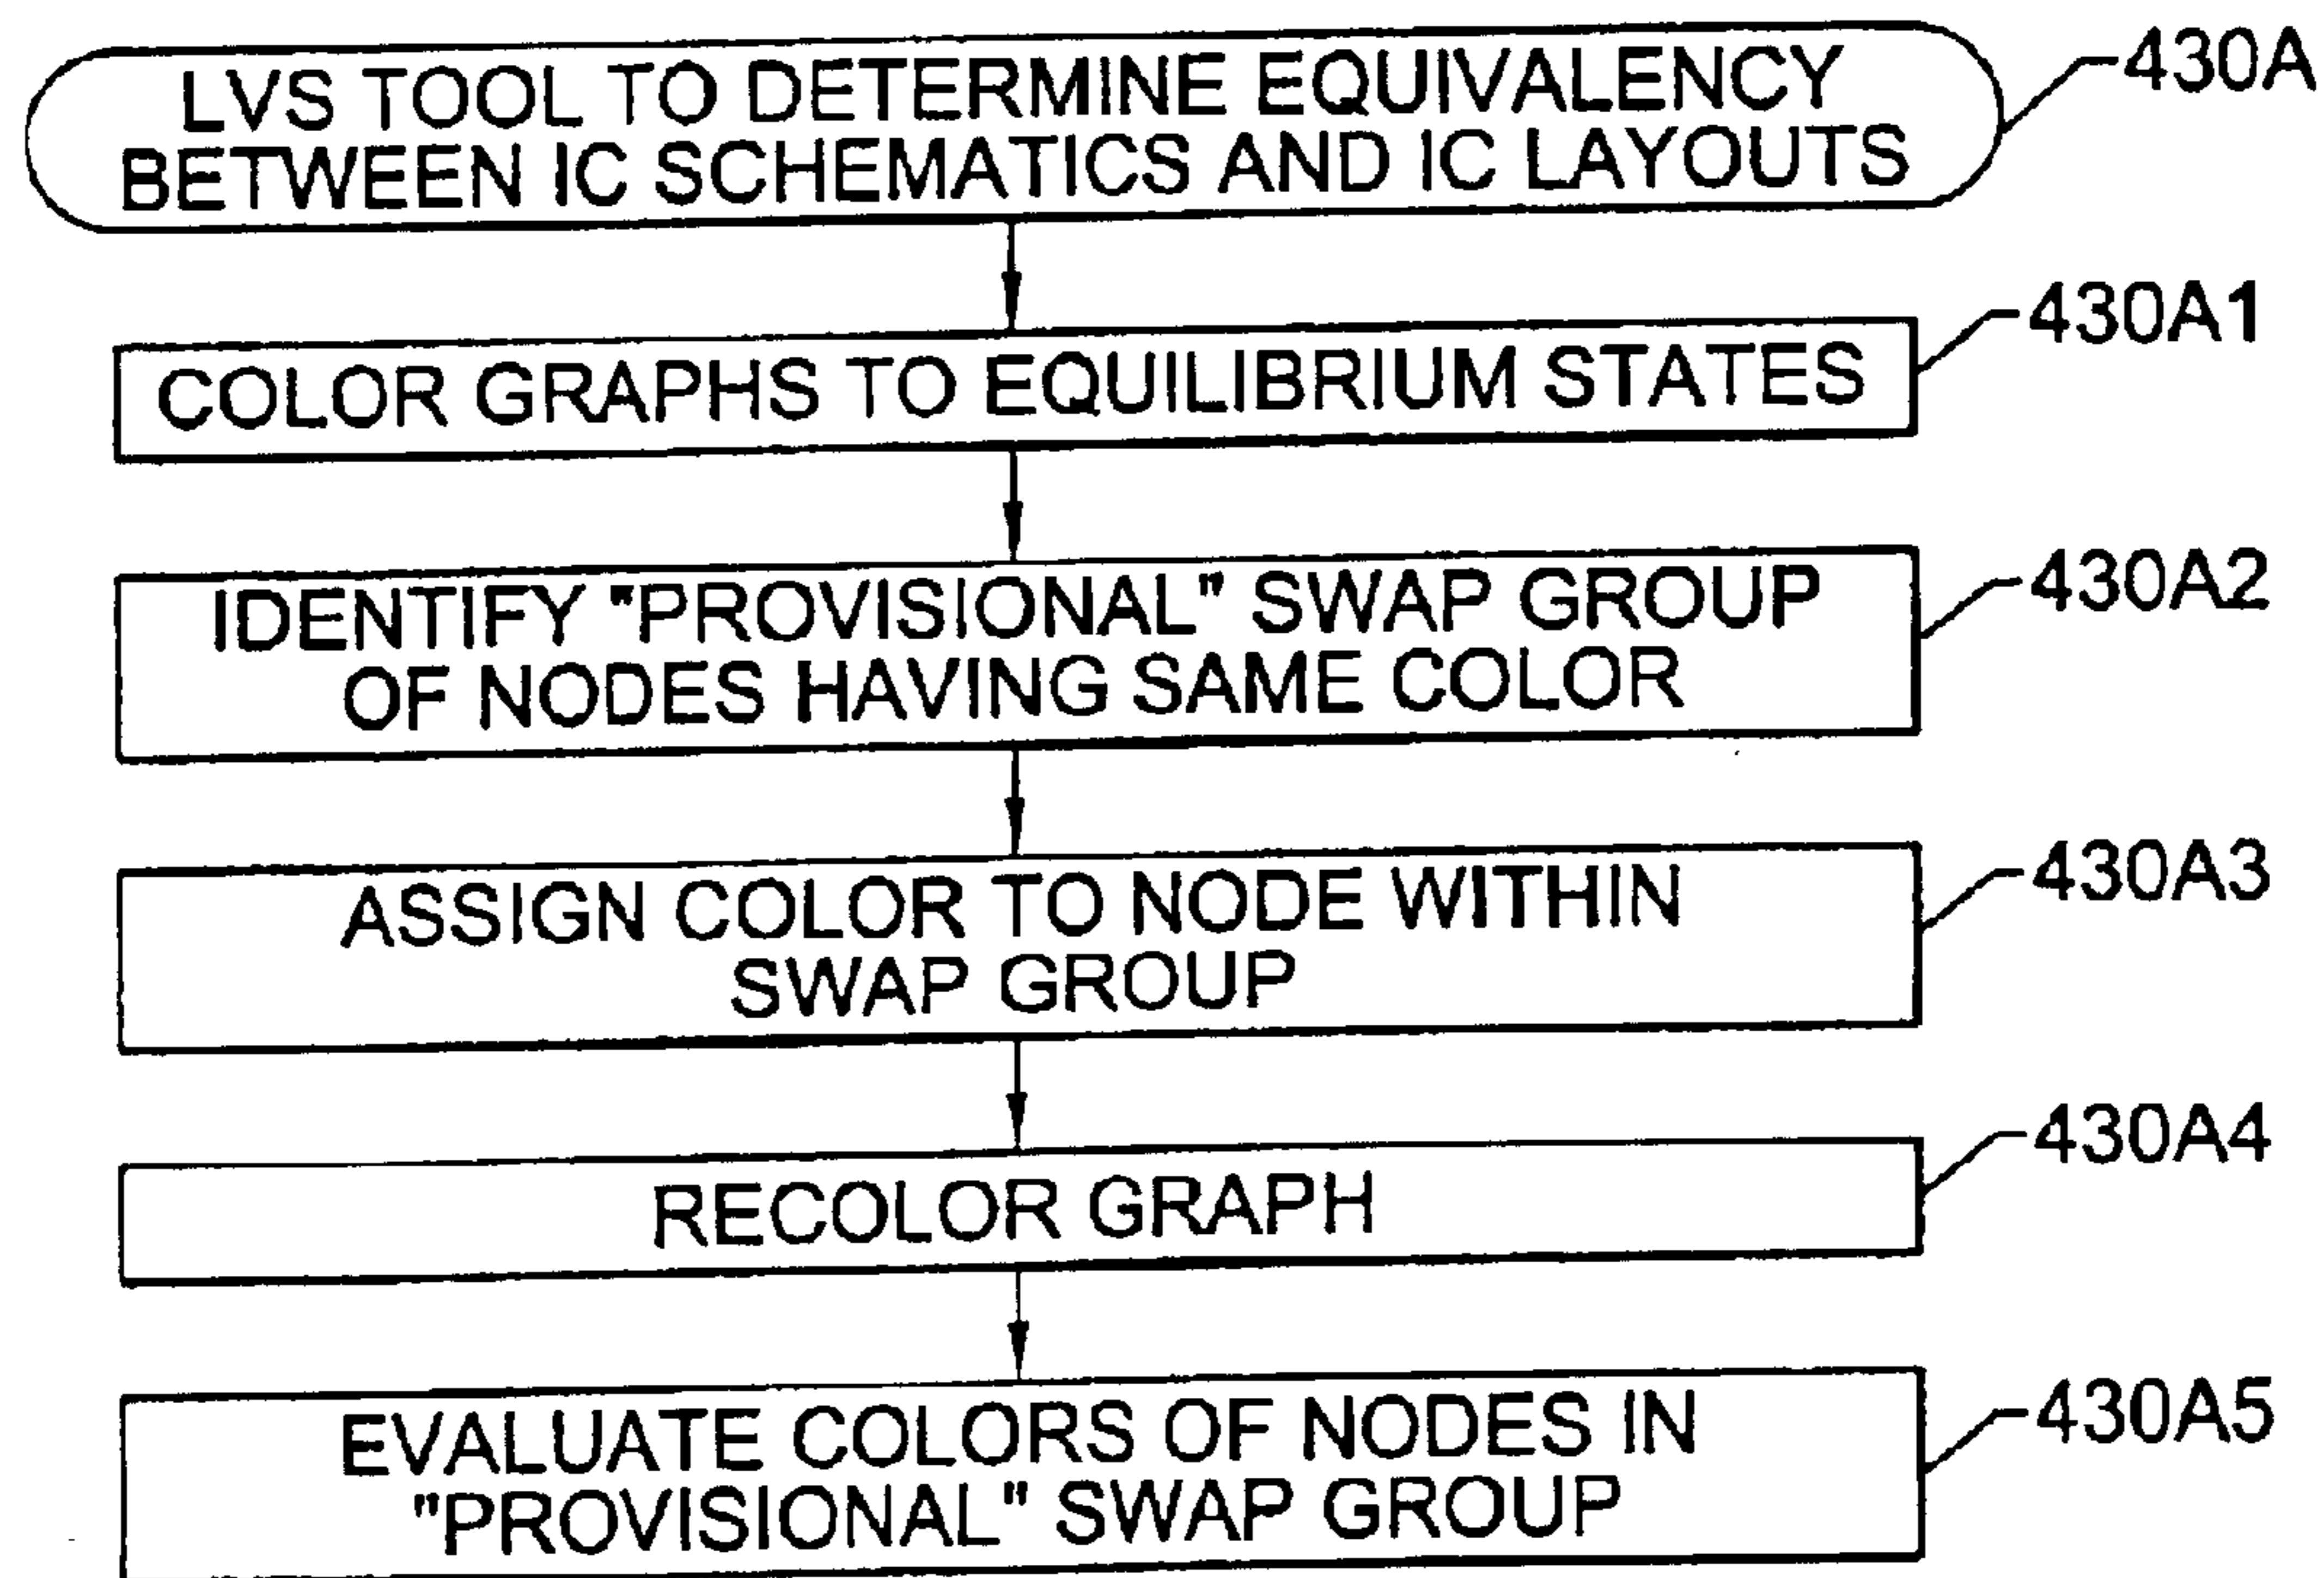 LVS TOOL TO DETERMINE EQUIVALENCY
BETWEEN IC SCHEMATICS AND IC LAYOUTS
430A
COLOR GRAPHS TO EQUILIBRIUM STATES
430A1
IDENTIFY "PROVISIONAL" SWAP GROUP
OF NODES HAVING SAME COLOR
430A2
ASSIGN COLOR TO NODE WITHIN
SWAP GROUP
430A3
RECOLOR GRAPH
430A4
EVALUATE COLORS OF NODES IN
"PROVISIONAL" SWAP GROUP
430A5